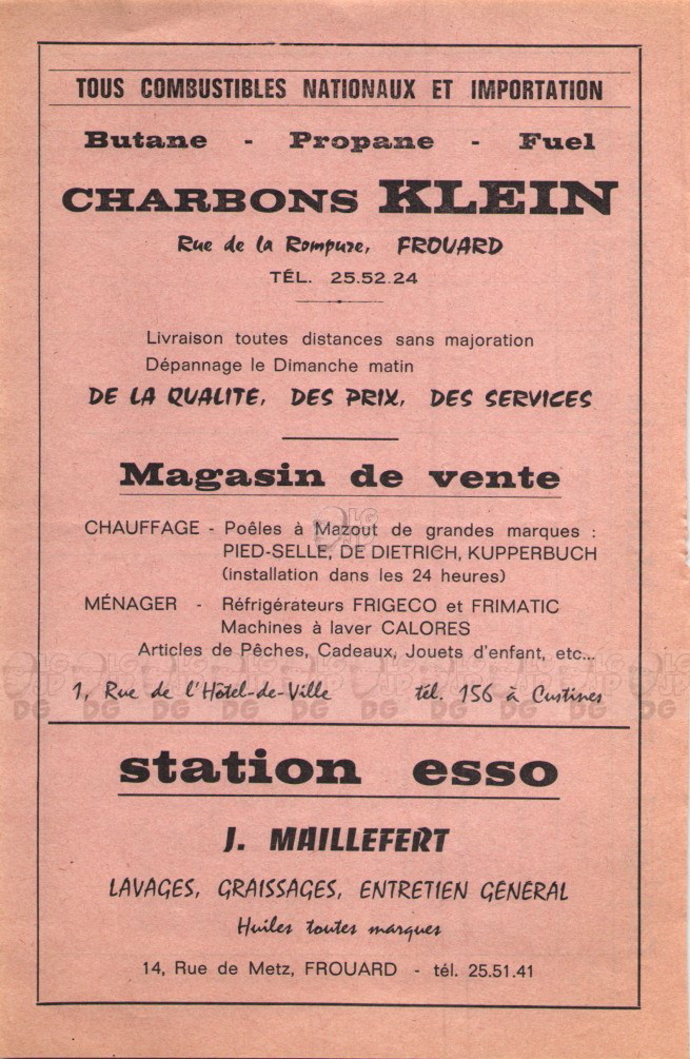 TOUS COMBUSTIBLES NATIONAUX ET IMPORTATION
Butane - Propane - Fuel
CHARBONS KLEIN
Rue de la Rompure, FROUARD
TÉL. 25.52.24
Livraison toutes distances sans majoration
Dépannage le Dimanche matin
DE LA QUALITE, DES PRIX, DES SERVICES
Magasin de vente
CHAUFFAGE - Poêles à Mazout de grandes marques :
PIED-SELLE, DE DIETRICH, KUPPERBUCH
(installation dans les 24 heures)
MÉNAGER - Réfrigérateurs FRIGECO et FRIMATIC
Machines à laver CALORES
Articles de Pêches, Cadeaux, Jouets d'enfant, etc...
1, Rue de l'Hôtel-de-Ville tél. 156 à Custines
station esso
J. MAILLEFERT
LAVAGES, GRAISSAGES, ENTRETIEN GENERAL
Huiles toutes marques
14, Rue de Metz, FROUARD - tél. 25.51.41